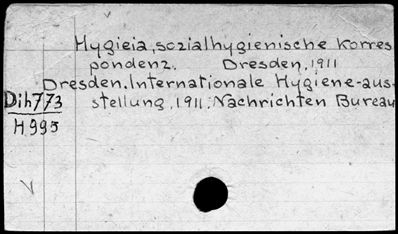 Hygieia, sozialhygienische Korres
pondenz. Dresden, 1911
Dresden. Internationale Hygiene-aus-
Dih773 stellung, 1911. Nachrichten Bureau
H995